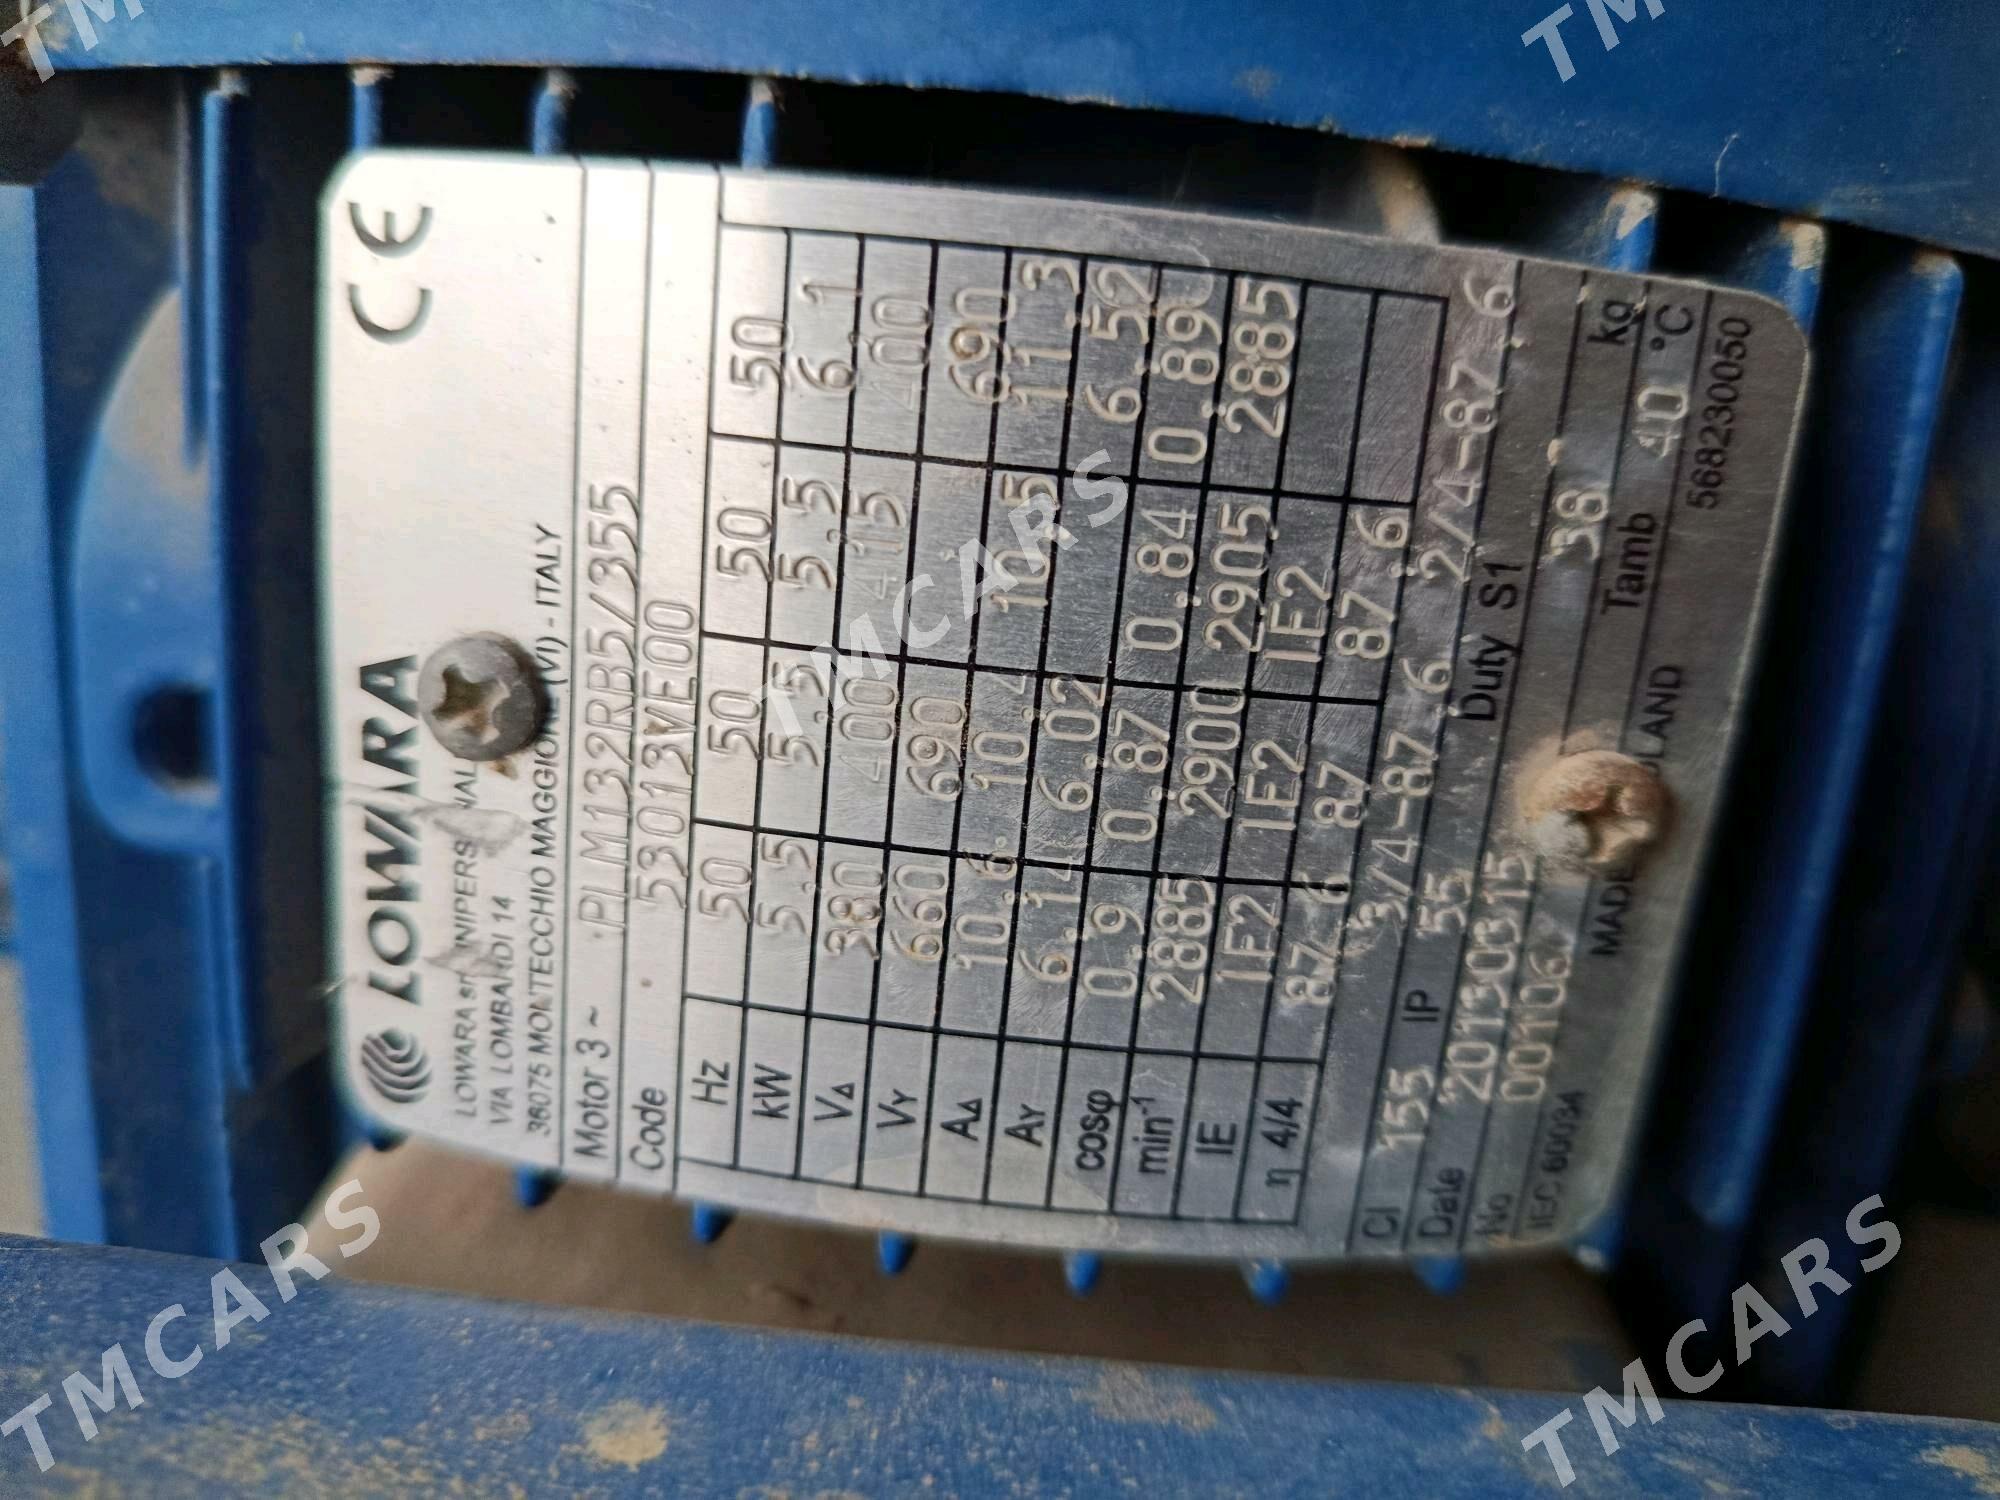 LOWARA CE
LOWARA srl UNIPERSONALE
VIA LOMBARDI 14
36075 MONTECCHIO MAGGIORE (VI) - ITALY
Motor 3 ~ PLM132RB5/355
Code 53013VE00
Hz 50 50 50 50
kW 5.5 5.5 5.5 6.1
VΔ 380 400 415 400
VY 660 690 690
AΔ 10.6 10.4 10.5 11.3
AY 6.14 6.02 6.52
cosφ 0.9 0.87 0.84 0.89
min-1 2885 2900 2905 2885
IE IE2 IE2 IE2
η 4/4 87.6 87 87.6
3/4-87.6 2/4-87.6
Cl 155 IP 55 Duty S1
Date 20130315 38 kg
No 00106 Tamb 40 °C
IEC 60034 MADE POLAND 568230050
TMCARS
TMCARS
TMCARS
TMCARS
TMCARS